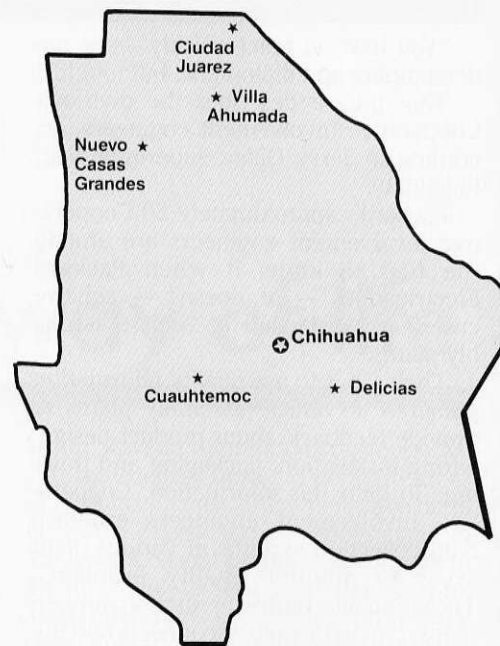 Ciudad
Juarez
Villa
Ahumada
Nuevo
Casas
Grandes
Chihuahua
Cuauhtemoc
Delicias